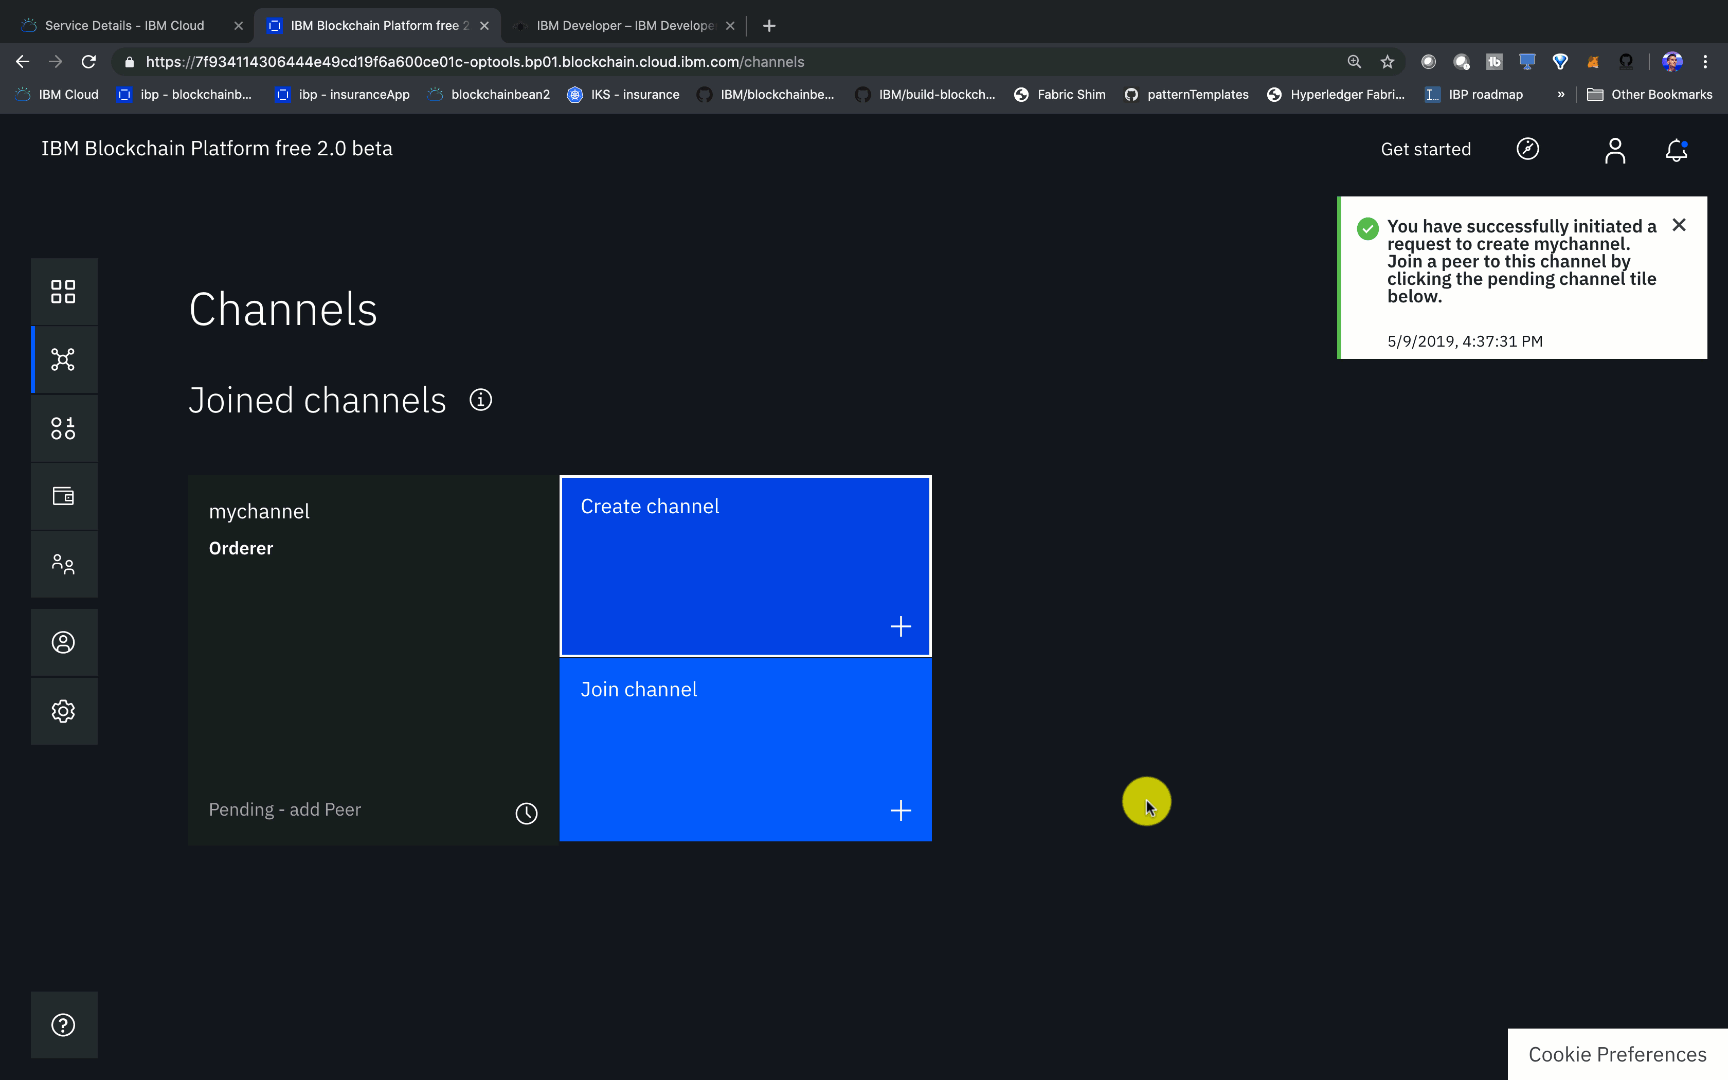 Service Details - IBM Cloud
IBM Blockchain Platform free 2
IBM Developer – IBM Develope
https://7f934114306444e49cd19f6a600ce01c-optools.bp01.blockchain.cloud.ibm.com/channels
IBM Cloud
ibp - blockchainb...
ibp - insuranceApp
blockchainbean2
IKS - insurance
IBM/blockchainbe...
IBM/build-blockch...
Fabric Shim
patternTemplates
Hyperledger Fabri...
IBP roadmap
»
Other Bookmarks
IBM Blockchain Platform free 2.0 beta
Get started
You have successfully initiated a
request to create mychannel.
Join a peer to this channel by
clicking the pending channel tile
below.
5/9/2019, 4:37:31 PM
Channels
Joined channels
mychannel
Orderer
Pending - add Peer
Create channel
Join channel
Cookie Preferences